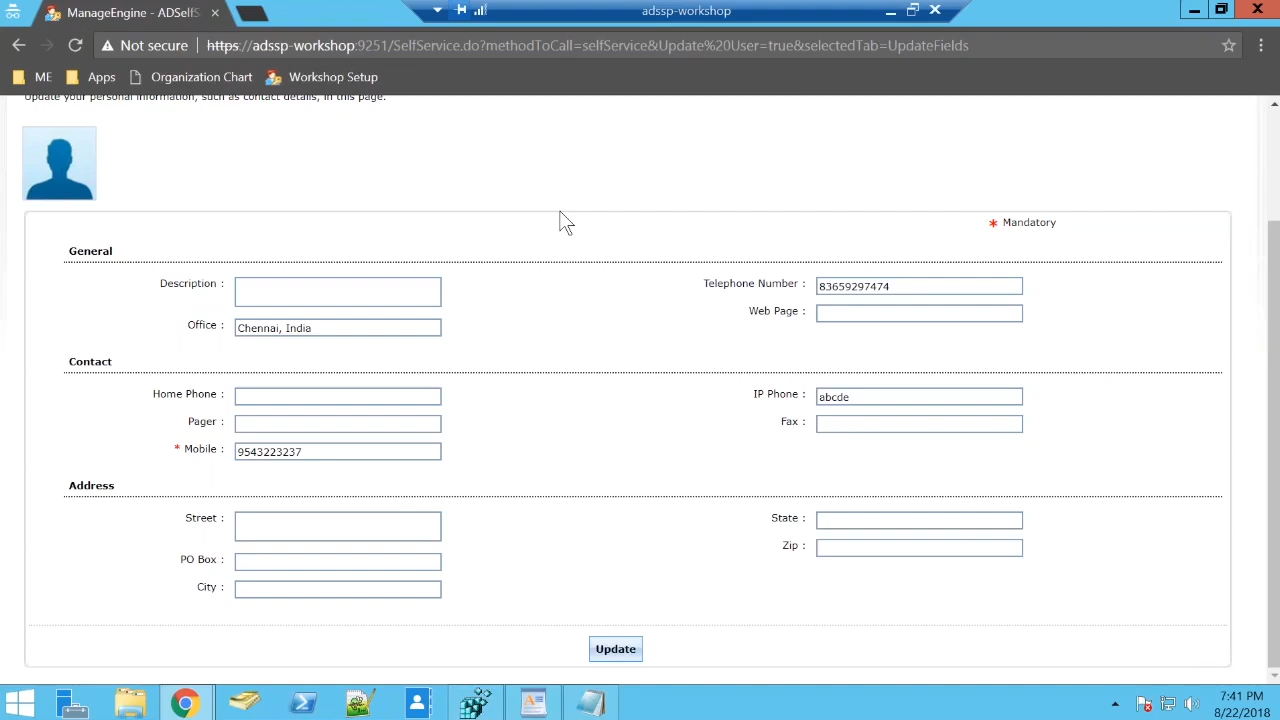 ManageEngine - ADSelfS
adssp-workshop
Not secure https://adssp-workshop:9251/SelfService.do?methodToCall=selfService&Update%20User=true&selectedTab=UpdateFields
ME Apps Organization Chart Workshop Setup
Update your personal information, such as contact details, in this page.
* Mandatory
General
Description : Telephone Number : 83659297474
Web Page :
Office : Chennai, India
Contact
Home Phone : IP Phone : abcde
Pager : Fax :
* Mobile : 9543223237
Address
Street : State :
Zip :
PO Box :
City :
Update
7:41 PM
8/22/2018